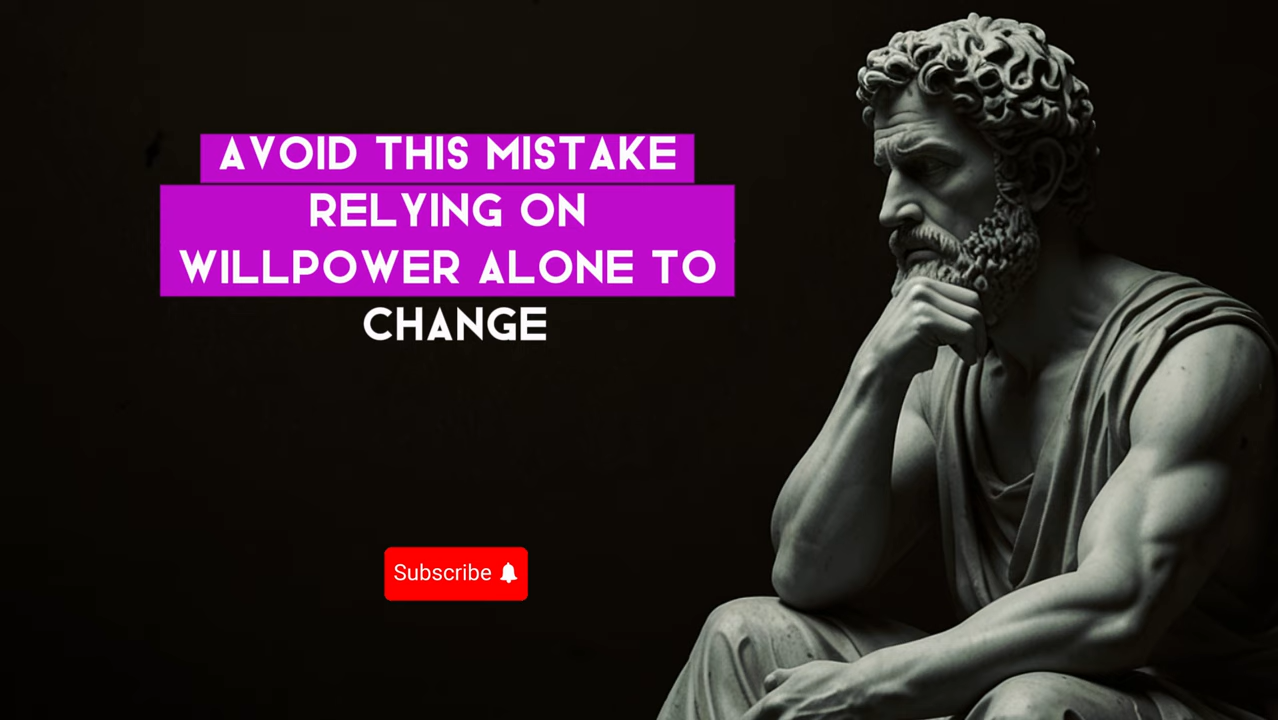 AVOID THIS MISTAKE
RELYING ON
WILLPOWER ALONE TO
CHANGE
Subscribe